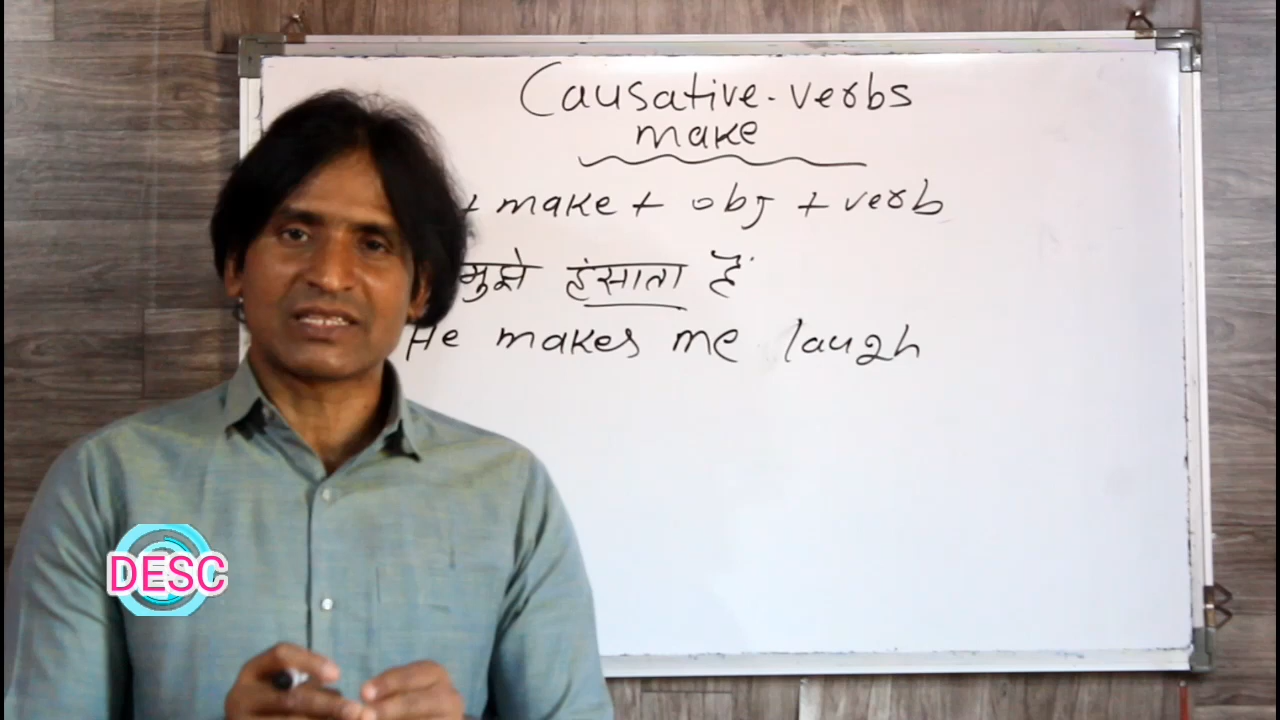 Causative. verbs
make
+ make + obj + verb
मुझे हंसाता है
He makes me laugh
DESC